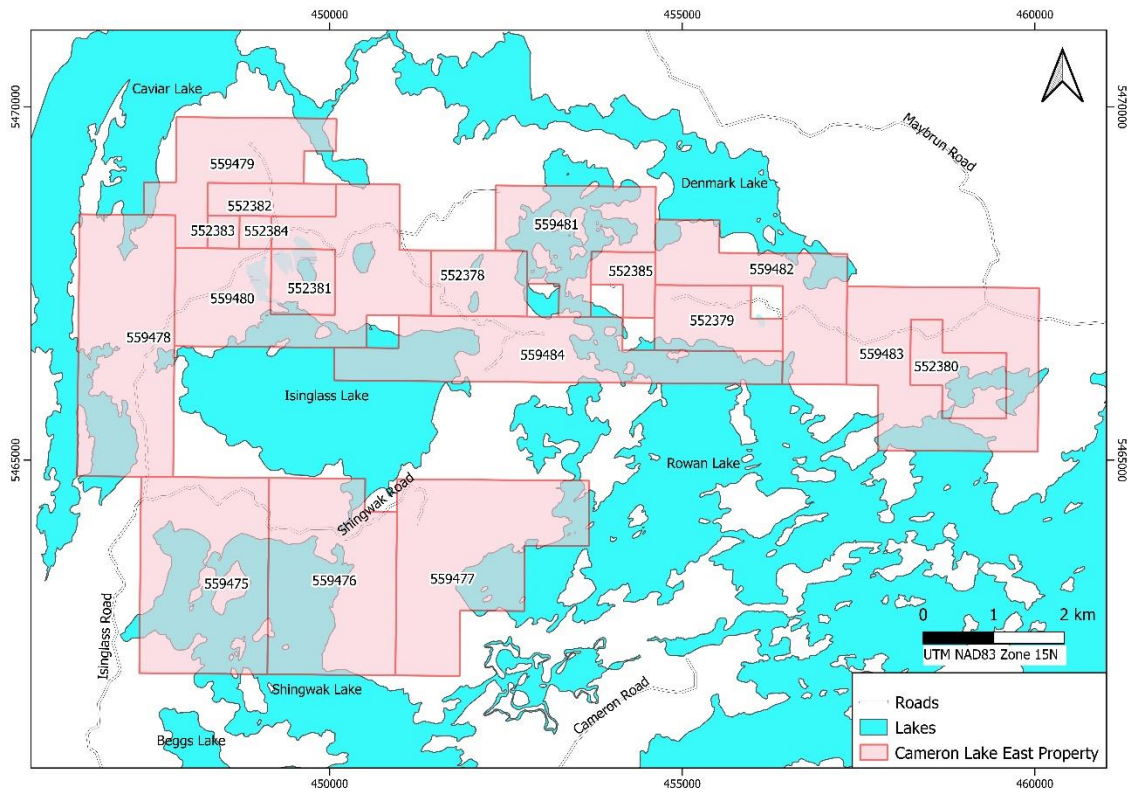 450000
455000
460000
5470000
5470000
Caviar Lake
Maybrun Road
559479
Denmark Lake
552382
559481
552383
552384
552385
559482
552378
559480
552381
552379
559478
559484
559483
552380
Isinglass Lake
5465000
5465000
Rowan Lake
Shingwak Road
559475
559476
559477
Isinglass Road
0 1 2 km
UTM NAD83 Zone 15N
Shingwak Lake
Cameron Road
Beggs Lake
Roads
Lakes
Cameron Lake East Property
450000
455000
460000